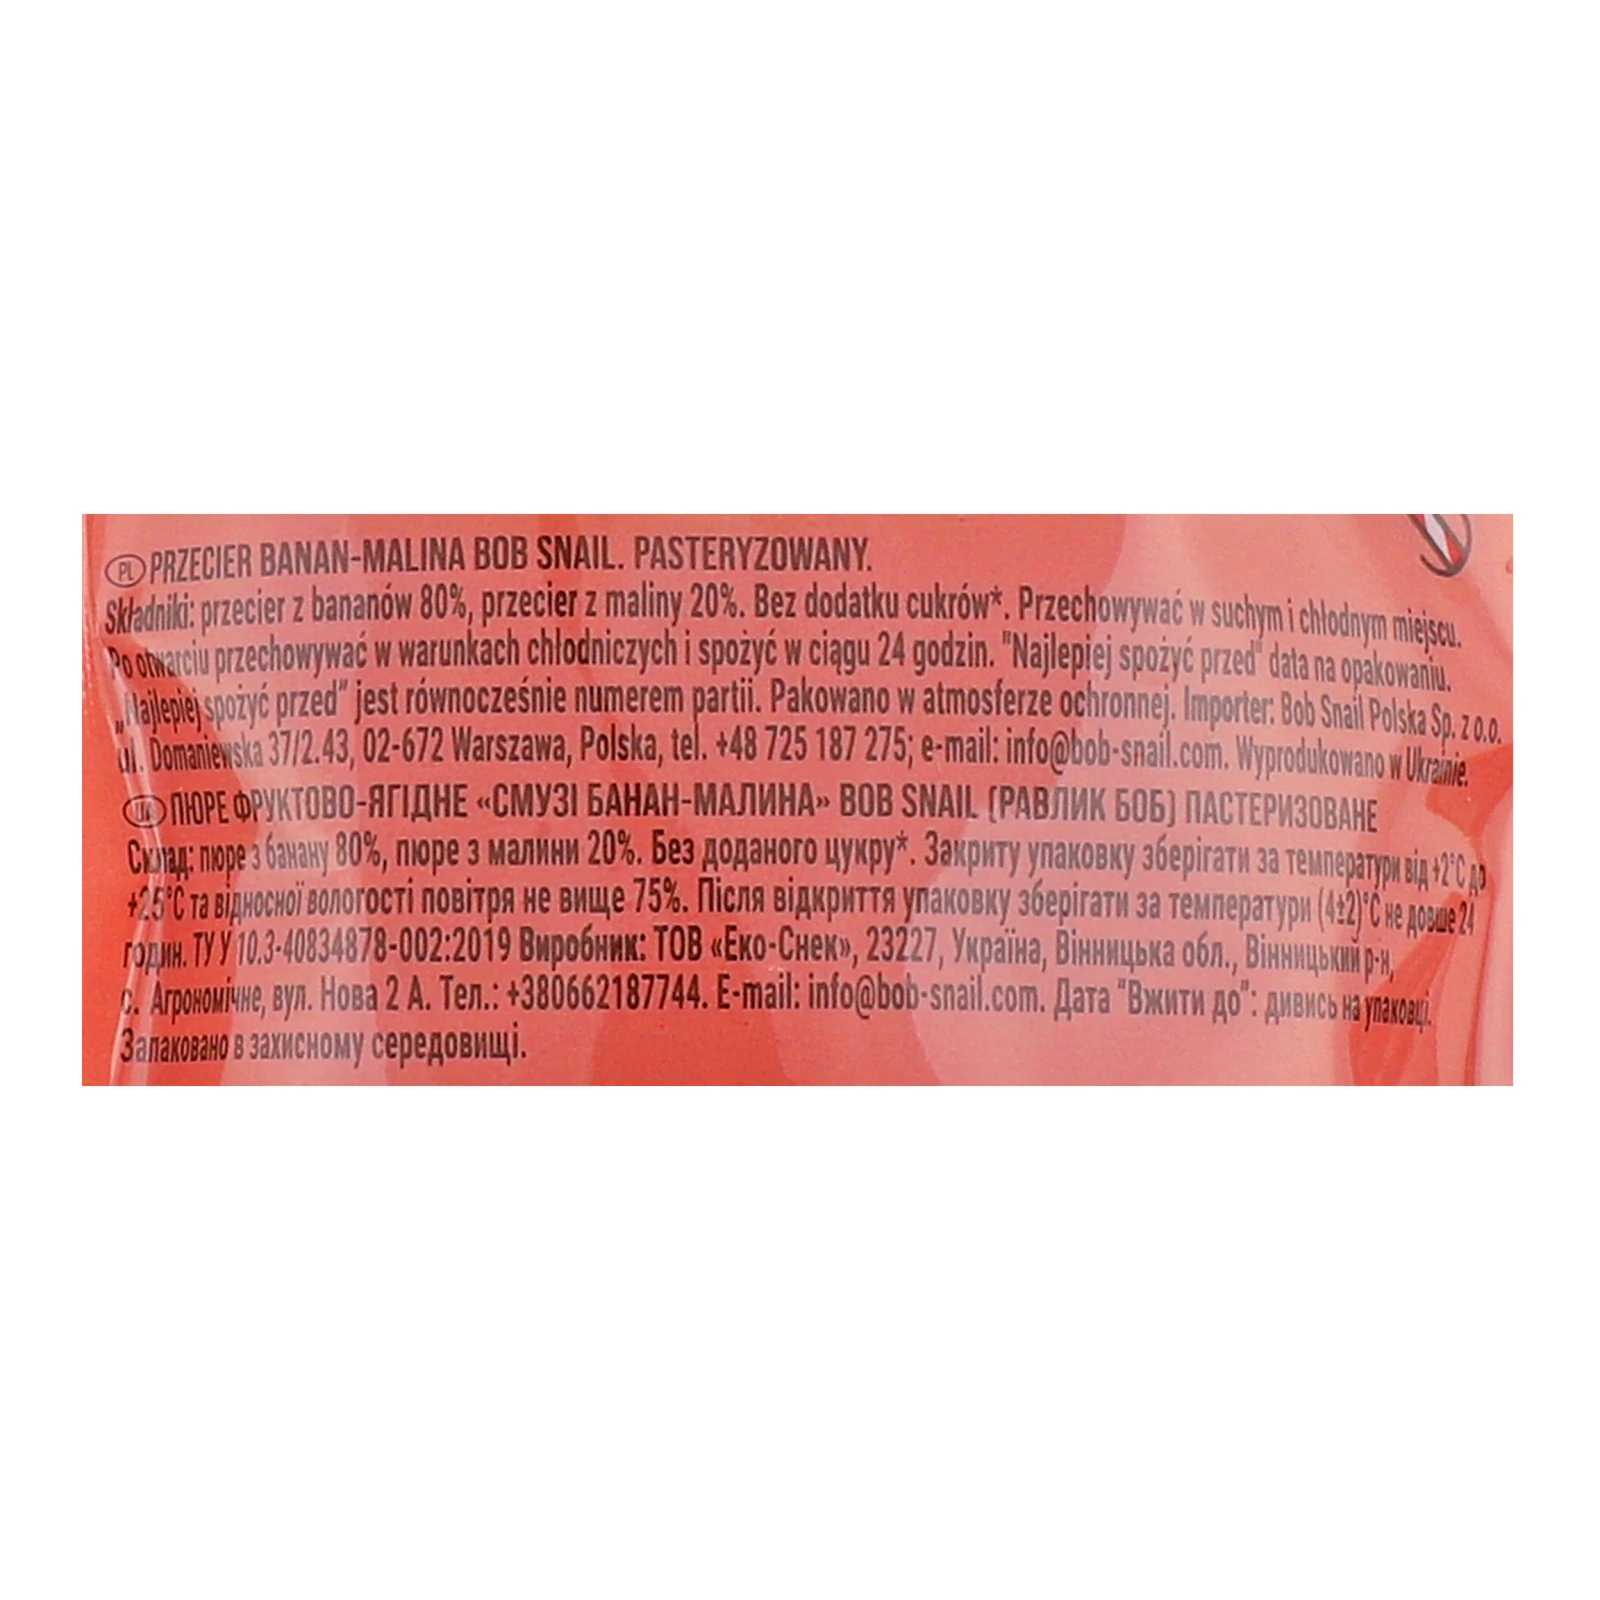 PL PRZECIER BANAN-MALINA BOB SNAIL. PASTERYZOWANY.
Składniki: przecier z bananów 80%, przecier z maliny 20%. Bez dodatku cukrów*. Przechowywać w suchym i chłodnym miejscu.
Po otwarciu przechowywać w warunkach chłodniczych i spożyć w ciągu 24 godzin. "Najlepiej spożyć przed" data na opakowaniu.
„Najlepiej spożyć przed" jest równocześnie numerem partii. Pakowano w atmosferze ochronnej. Importer: Bob Snail Polska Sp. z o.o.
ul. Domaniewska 37/2.43, 02-672 Warszawa, Polska, tel. +48 725 187 275; e-mail: info@bob-snail.com. Wyprodukowano w Ukrainie.
UA ПЮРЕ ФРУКТОВО-ЯГІДНЕ «СМУЗІ БАНАН-МАЛИНА» BOB SNAIL (РАВЛИК БОБ) ПАСТЕРИЗОВАНЕ
Склад: пюре з банану 80%, пюре з малини 20%. Без доданого цукру*. Закриту упаковку зберігати за температури від +2°C до
+25°C та відносної вологості повітря не вище 75%. Після відкриття упаковку зберігати за температури (4±2)°C не довше 24
годин. ТУ У 10.3-40834878-002:2019 Виробник: ТОВ «Еко-Снек», 23227, Україна, Вінницька обл., Вінницький р-н,
с. Агрономічне, вул. Нова 2 А. Тел.: +380662187744. E-mail: info@bob-snail.com. Дата "Вжити до": дивись на упаковці.
Запаковано в захисному середовищі.